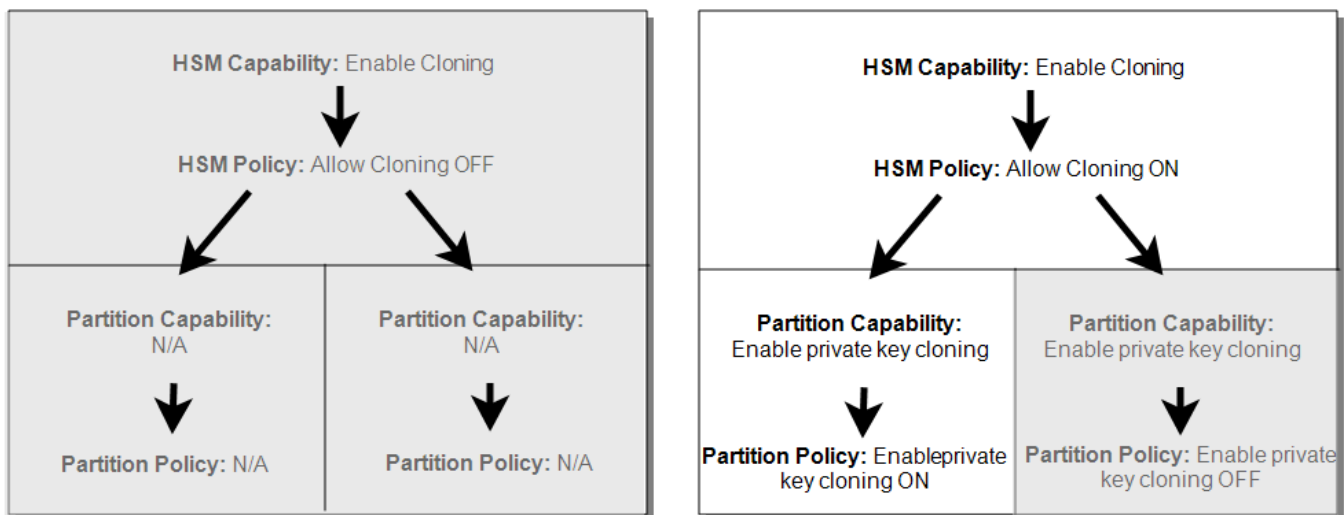 HSM Capability: Enable Cloning
HSM Policy: Allow Cloning OFF
Partition Capability:
N/A
Partition Policy: N/A
Partition Capability:
N/A
Partition Policy: N/A
HSM Capability: Enable Cloning
HSM Policy: Allow Cloning ON
Partition Capability:
Enable private key cloning
Partition Policy: Enableprivate
key cloning ON
Partition Capability:
Enable private key cloning
Partition Policy: Enable private
key cloning OFF